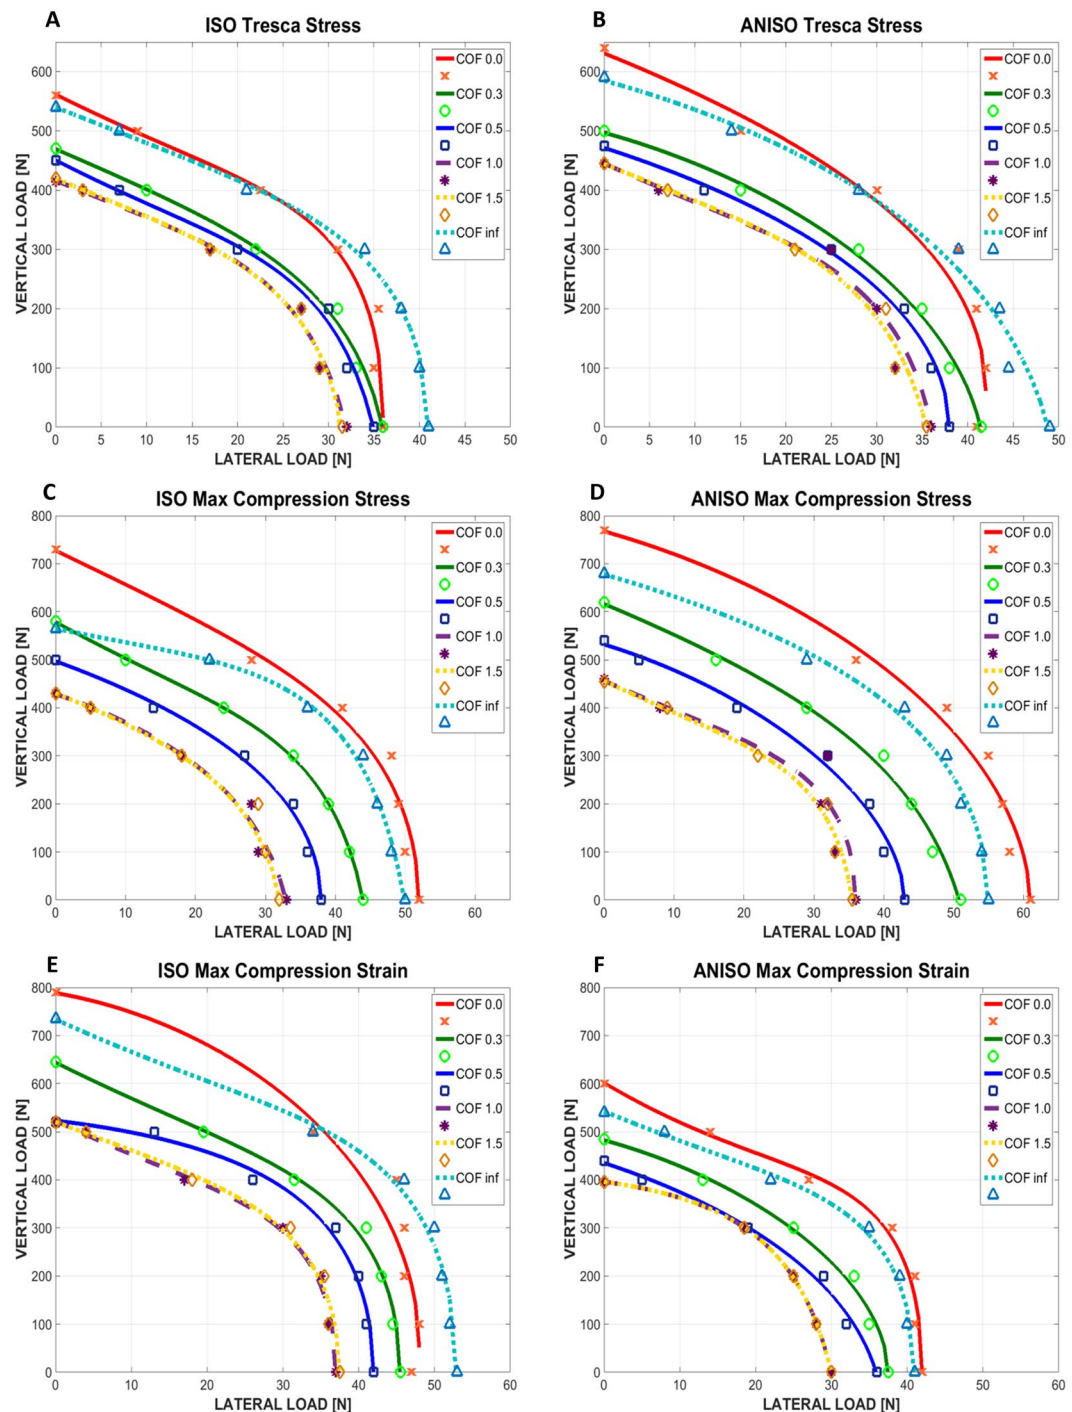 A
ISO Tresca Stress
VERTICAL LOAD [N]
600
500
400
300
200
100
0
0 5 10 15 20 25 30 35 40 45 50
LATERAL LOAD [N]
COF 0.0
COF 0.3
COF 0.5
COF 1.0
COF 1.5
COF inf
B
ANISO Tresca Stress
VERTICAL LOAD [N]
600
500
400
300
200
100
0
0 5 10 15 20 25 30 35 40 45 50
LATERAL LOAD [N]
COF 0.0
COF 0.3
COF 0.5
COF 1.0
COF 1.5
COF inf
C
ISO Max Compression Stress
VERTICAL LOAD [N]
800
700
600
500
400
300
200
100
0
0 10 20 30 40 50 60
LATERAL LOAD [N]
COF 0.0
COF 0.3
COF 0.5
COF 1.0
COF 1.5
COF inf
D
ANISO Max Compression Stress
VERTICAL LOAD [N]
800
700
600
500
400
300
200
100
0
0 10 20 30 40 50 60
LATERAL LOAD [N]
COF 0.0
COF 0.3
COF 0.5
COF 1.0
COF 1.5
COF inf
E
ISO Max Compression Strain
VERTICAL LOAD [N]
800
700
600
500
400
300
200
100
0
0 10 20 30 40 50 60
LATERAL LOAD [N]
COF 0.0
COF 0.3
COF 0.5
COF 1.0
COF 1.5
COF inf
F
ANISO Max Compression Strain
VERTICAL LOAD [N]
800
700
600
500
400
300
200
100
0
0 10 20 30 40 50 60
LATERAL LOAD [N]
COF 0.0
COF 0.3
COF 0.5
COF 1.0
COF 1.5
COF inf